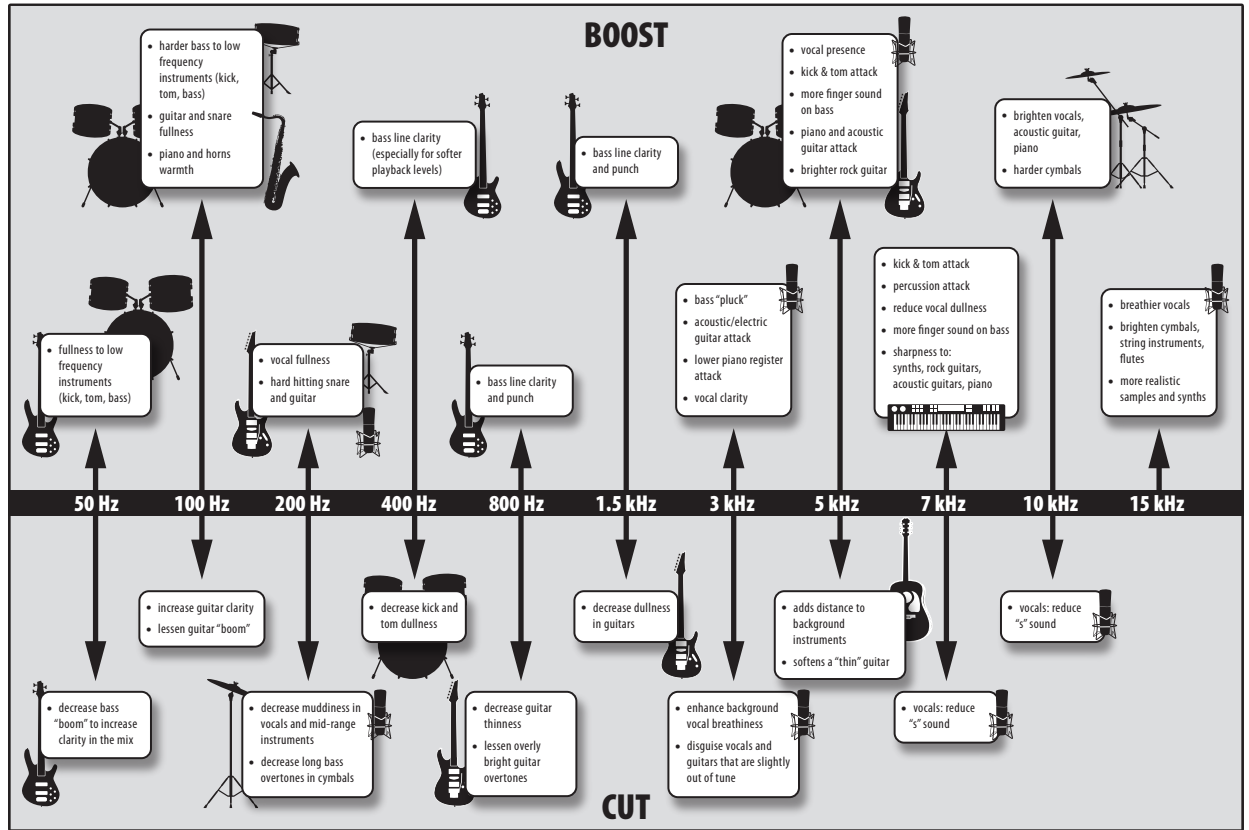 BOOST
• harder bass to low
frequency
instruments (kick,
tom, bass)
• guitar and snare
fullness
• piano and horns
warmth
• bass line clarity
(especially for softer
playback levels)
• bass line clarity
and punch
• vocal presence
• kick & tom attack
• more finger sound
on bass
• piano and acoustic
guitar attack
• brighter rock guitar
• brighten vocals,
acoustic guitar,
piano
• harder cymbals
• fullness to low
frequency
instruments
(kick, tom, bass)
• vocal fullness
• hard hitting snare
and guitar
• bass line clarity
and punch
• bass “pluck”
• acoustic/electric
guitar attack
• lower piano register
attack
• vocal clarity
• kick & tom attack
• percussion attack
• reduce vocal dullness
• more finger sound on bass
• sharpness to:
synths, rock guitars,
acoustic guitars, piano
• breathier vocals
• brighten cymbals,
string instruments,
flutes
• more realistic
samples and synths
50 Hz 100 Hz 200 Hz 400 Hz 800 Hz 1.5 kHz 3 kHz 5 kHz 7 kHz 10 kHz 15 kHz
• increase guitar clarity
• lessen guitar “boom”
• decrease kick and
tom dullness
• decrease dullness
in guitars
• adds distance to
background
instruments
• softens a “thin” guitar
• vocals: reduce
“s” sound
• decrease bass
“boom” to increase
clarity in the mix
• decrease muddiness in
vocals and mid-range
instruments
• decrease long bass
overtones in cymbals
• decrease guitar
thinness
• lessen overly
bright guitar
overtones
• enhance background
vocal breathiness
• disguise vocals and
guitars that are slightly
out of tune
• vocals: reduce
“s” sound
CUT